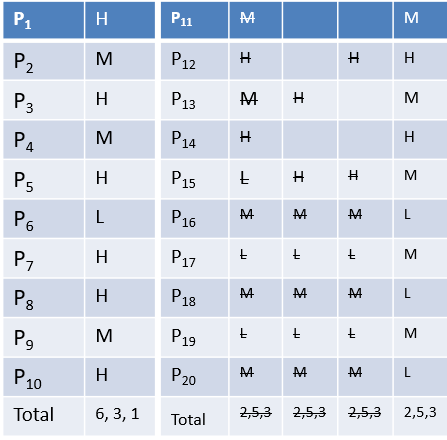 P1 H P11 M M
P2 M P12 H H H
P3 H P13 M H M
P4 M P14 H H
P5 H P15 L H H M
P6 L P16 M M M L
P7 H P17 L L L M
P8 H P18 M M M L
P9 M P19 L L L M
P10 H P20 M M M L
Total 6, 3, 1 Total 2,5,3 2,5,3 2,5,3 2,5,3